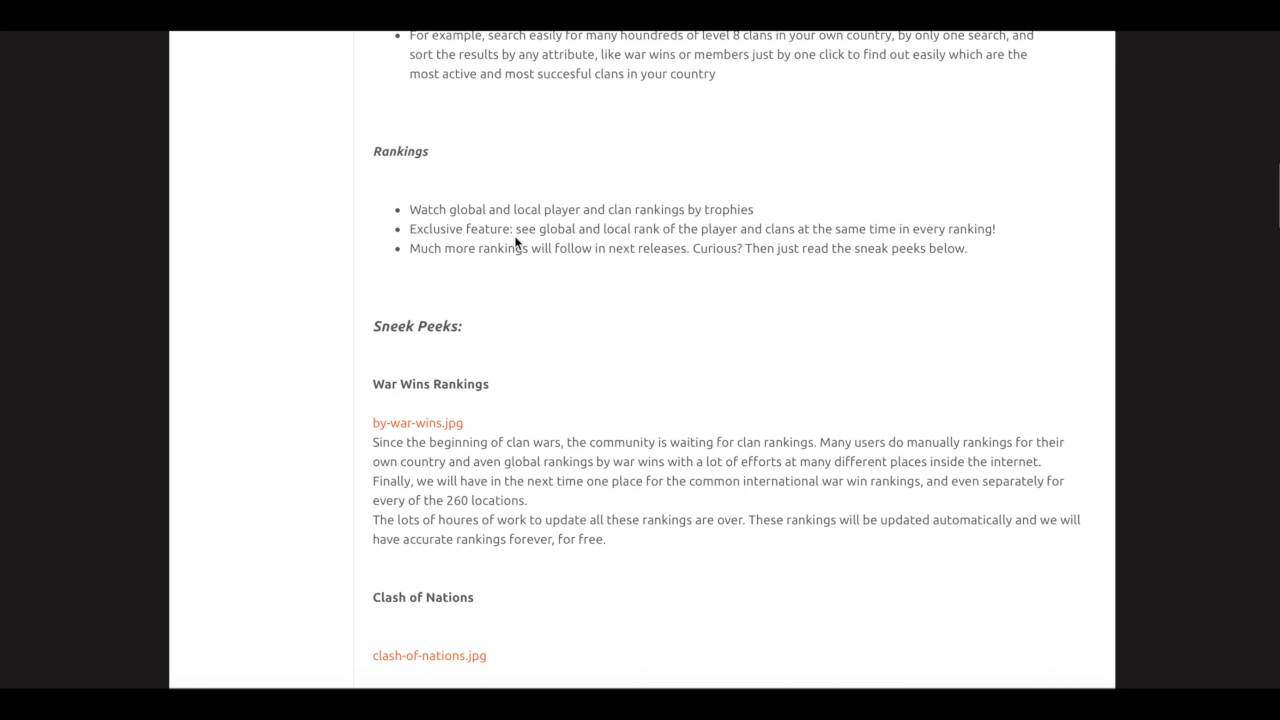 • For example, search easily for many houndreds of level 8 clans in your own country, by only one search, and
sort the results by any attribute, like war wins or members just by one click to find out easily which are the
most active and most succesful clans in your country
Rankings
• Watch global and local player and clan rankings by trophies
• Exclusive feature: see global and local rank of the player and clans at the same time in every ranking!
• Much more rankings will follow in next releases. Curious? Then just read the sneak peeks below.
Sneek Peeks:
War Wins Rankings
by-war-wins.jpg
Since the beginning of clan wars, the community is waiting for clan rankings. Many users do manually rankings for their
own country and aven global rankings by war wins with a lot of efforts at many different places inside the internet.
Finally, we will have in the next time one place for the common international war win rankings, and even separately for
every of the 260 locations.
The lots of houres of work to update all these rankings are over. These rankings will be updated automatically and we will
have accurate rankings forever, for free.
Clash of Nations
clash-of-nations.jpg